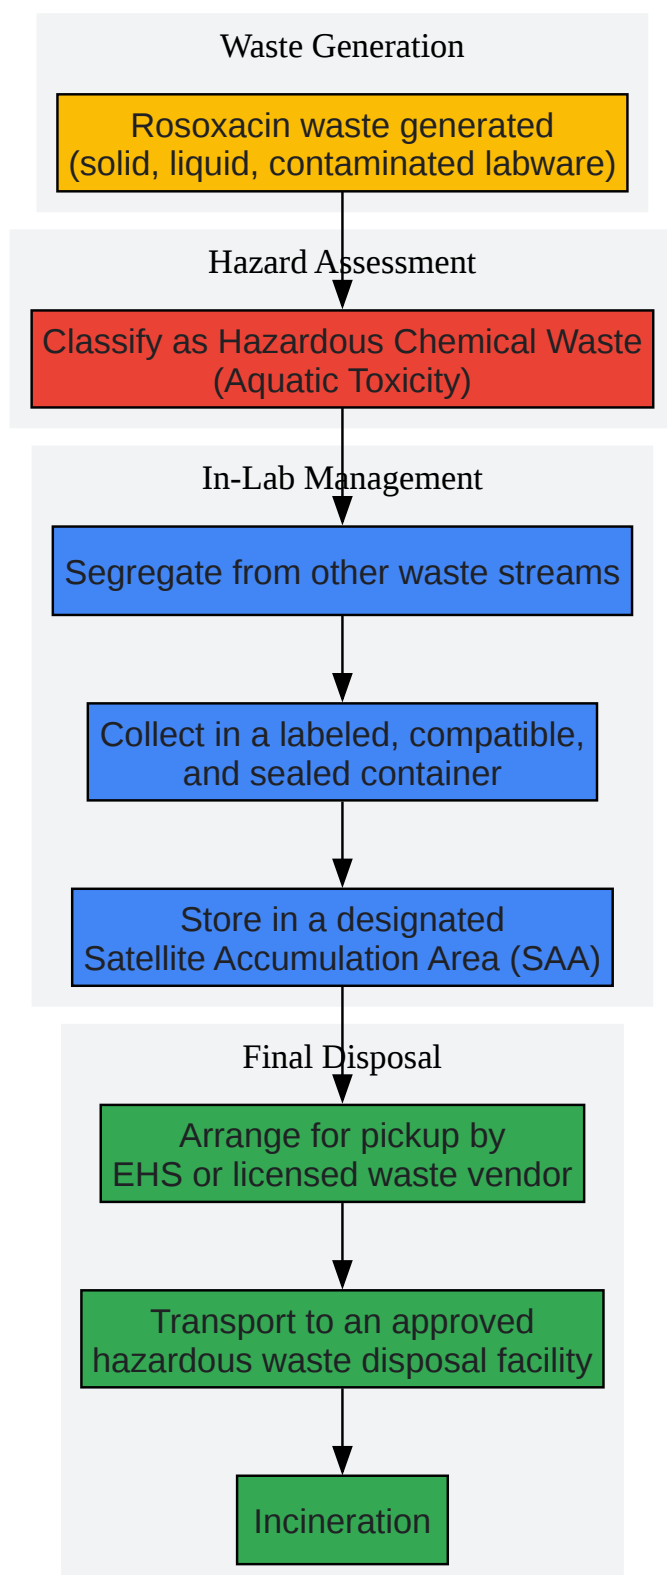 Waste Generation
Rosoxacin waste generated
(solid, liquid, contaminated labware)
Hazard Assessment
Classify as Hazardous Chemical Waste
(Aquatic Toxicity)
In-Lab Management
Segregate from other waste streams
Collect in a labeled, compatible,
and sealed container
Store in a designated
Satellite Accumulation Area (SAA)
Final Disposal
Arrange for pickup by
EHS or licensed waste vendor
Transport to an approved
hazardous waste disposal facility
Incineration